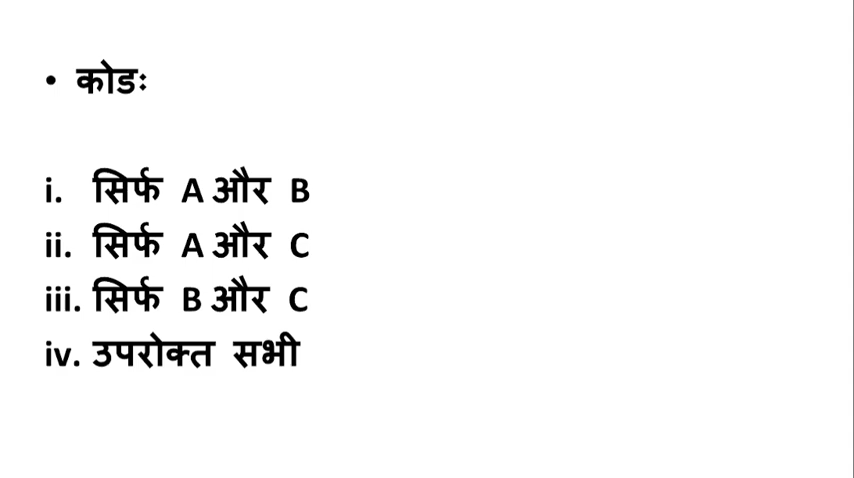 • कोडः
i. सिर्फ A और B
ii. सिर्फ A और C
iii. सिर्फ B और C
iv. उपरोक्त सभी